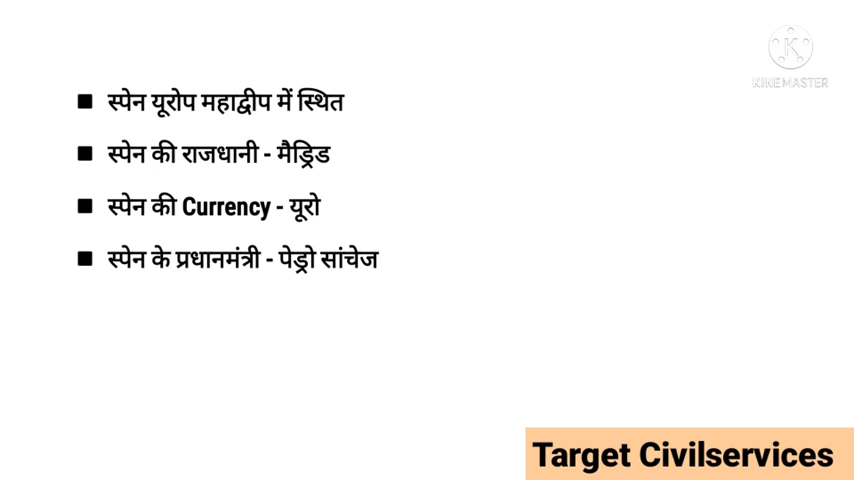 KINEMASTER
■ स्पेन यूरोप महाद्वीप में स्थित
■ स्पेन की राजधानी - मैड्रिड
■ स्पेन की Currency - यूरो
■ स्पेन के प्रधानमंत्री - पेड्रो सांचेज
Target Civilservices